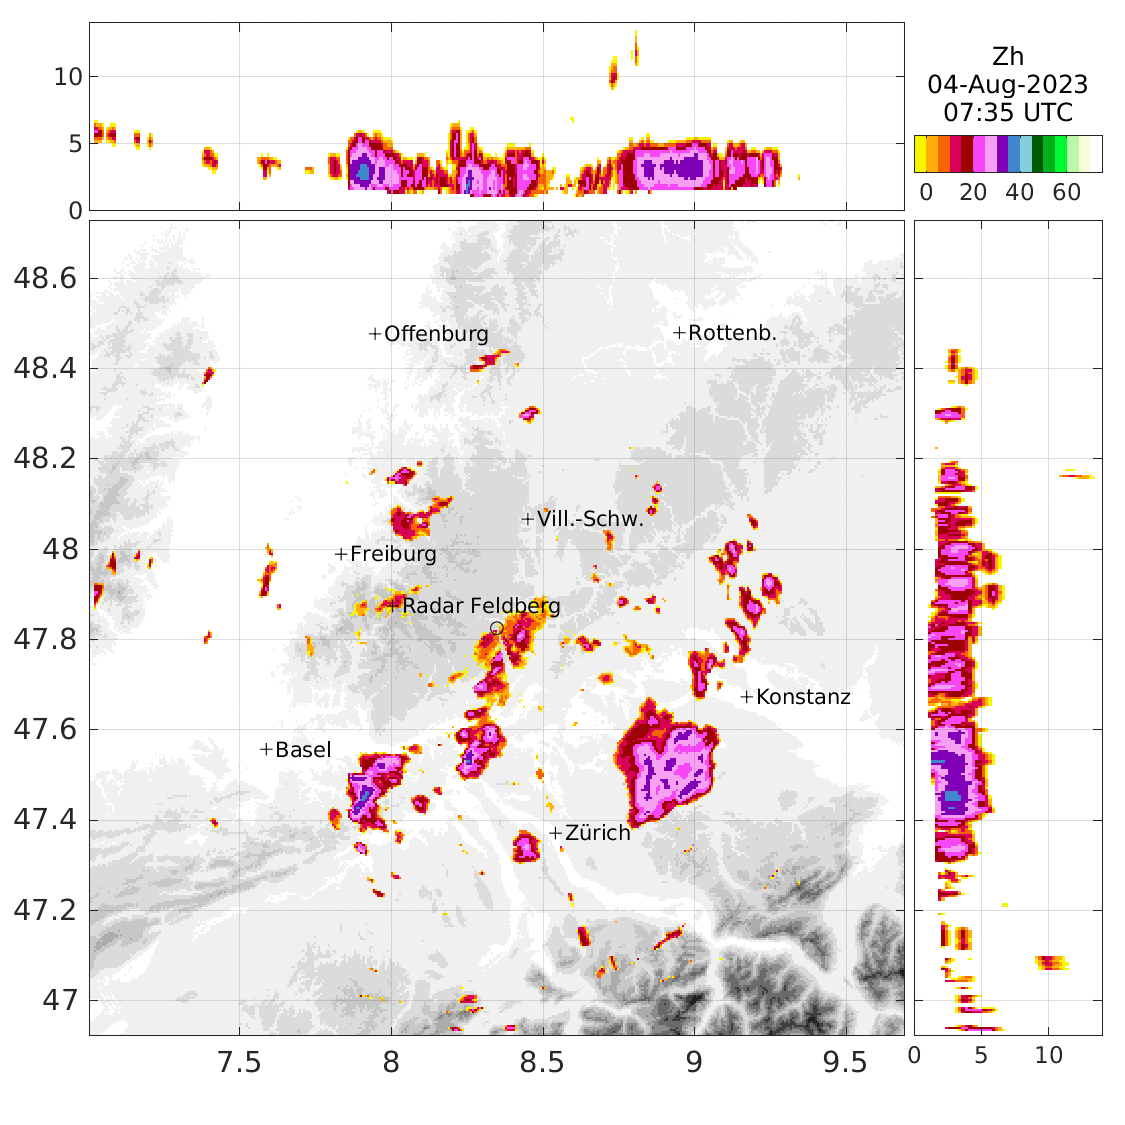 10
5
0
Zh
04-Aug-2023
07:35 UTC
0 20 40 60
48.6
48.4
48.2
48
47.8
47.6
47.4
47.2
47
+Offenburg
+Rottenb.
+Vill.-Schw.
+Freiburg
+Radar Feldberg
+Konstanz
+Basel
+Zürich
7.5 8 8.5 9 9.5
0 5 10